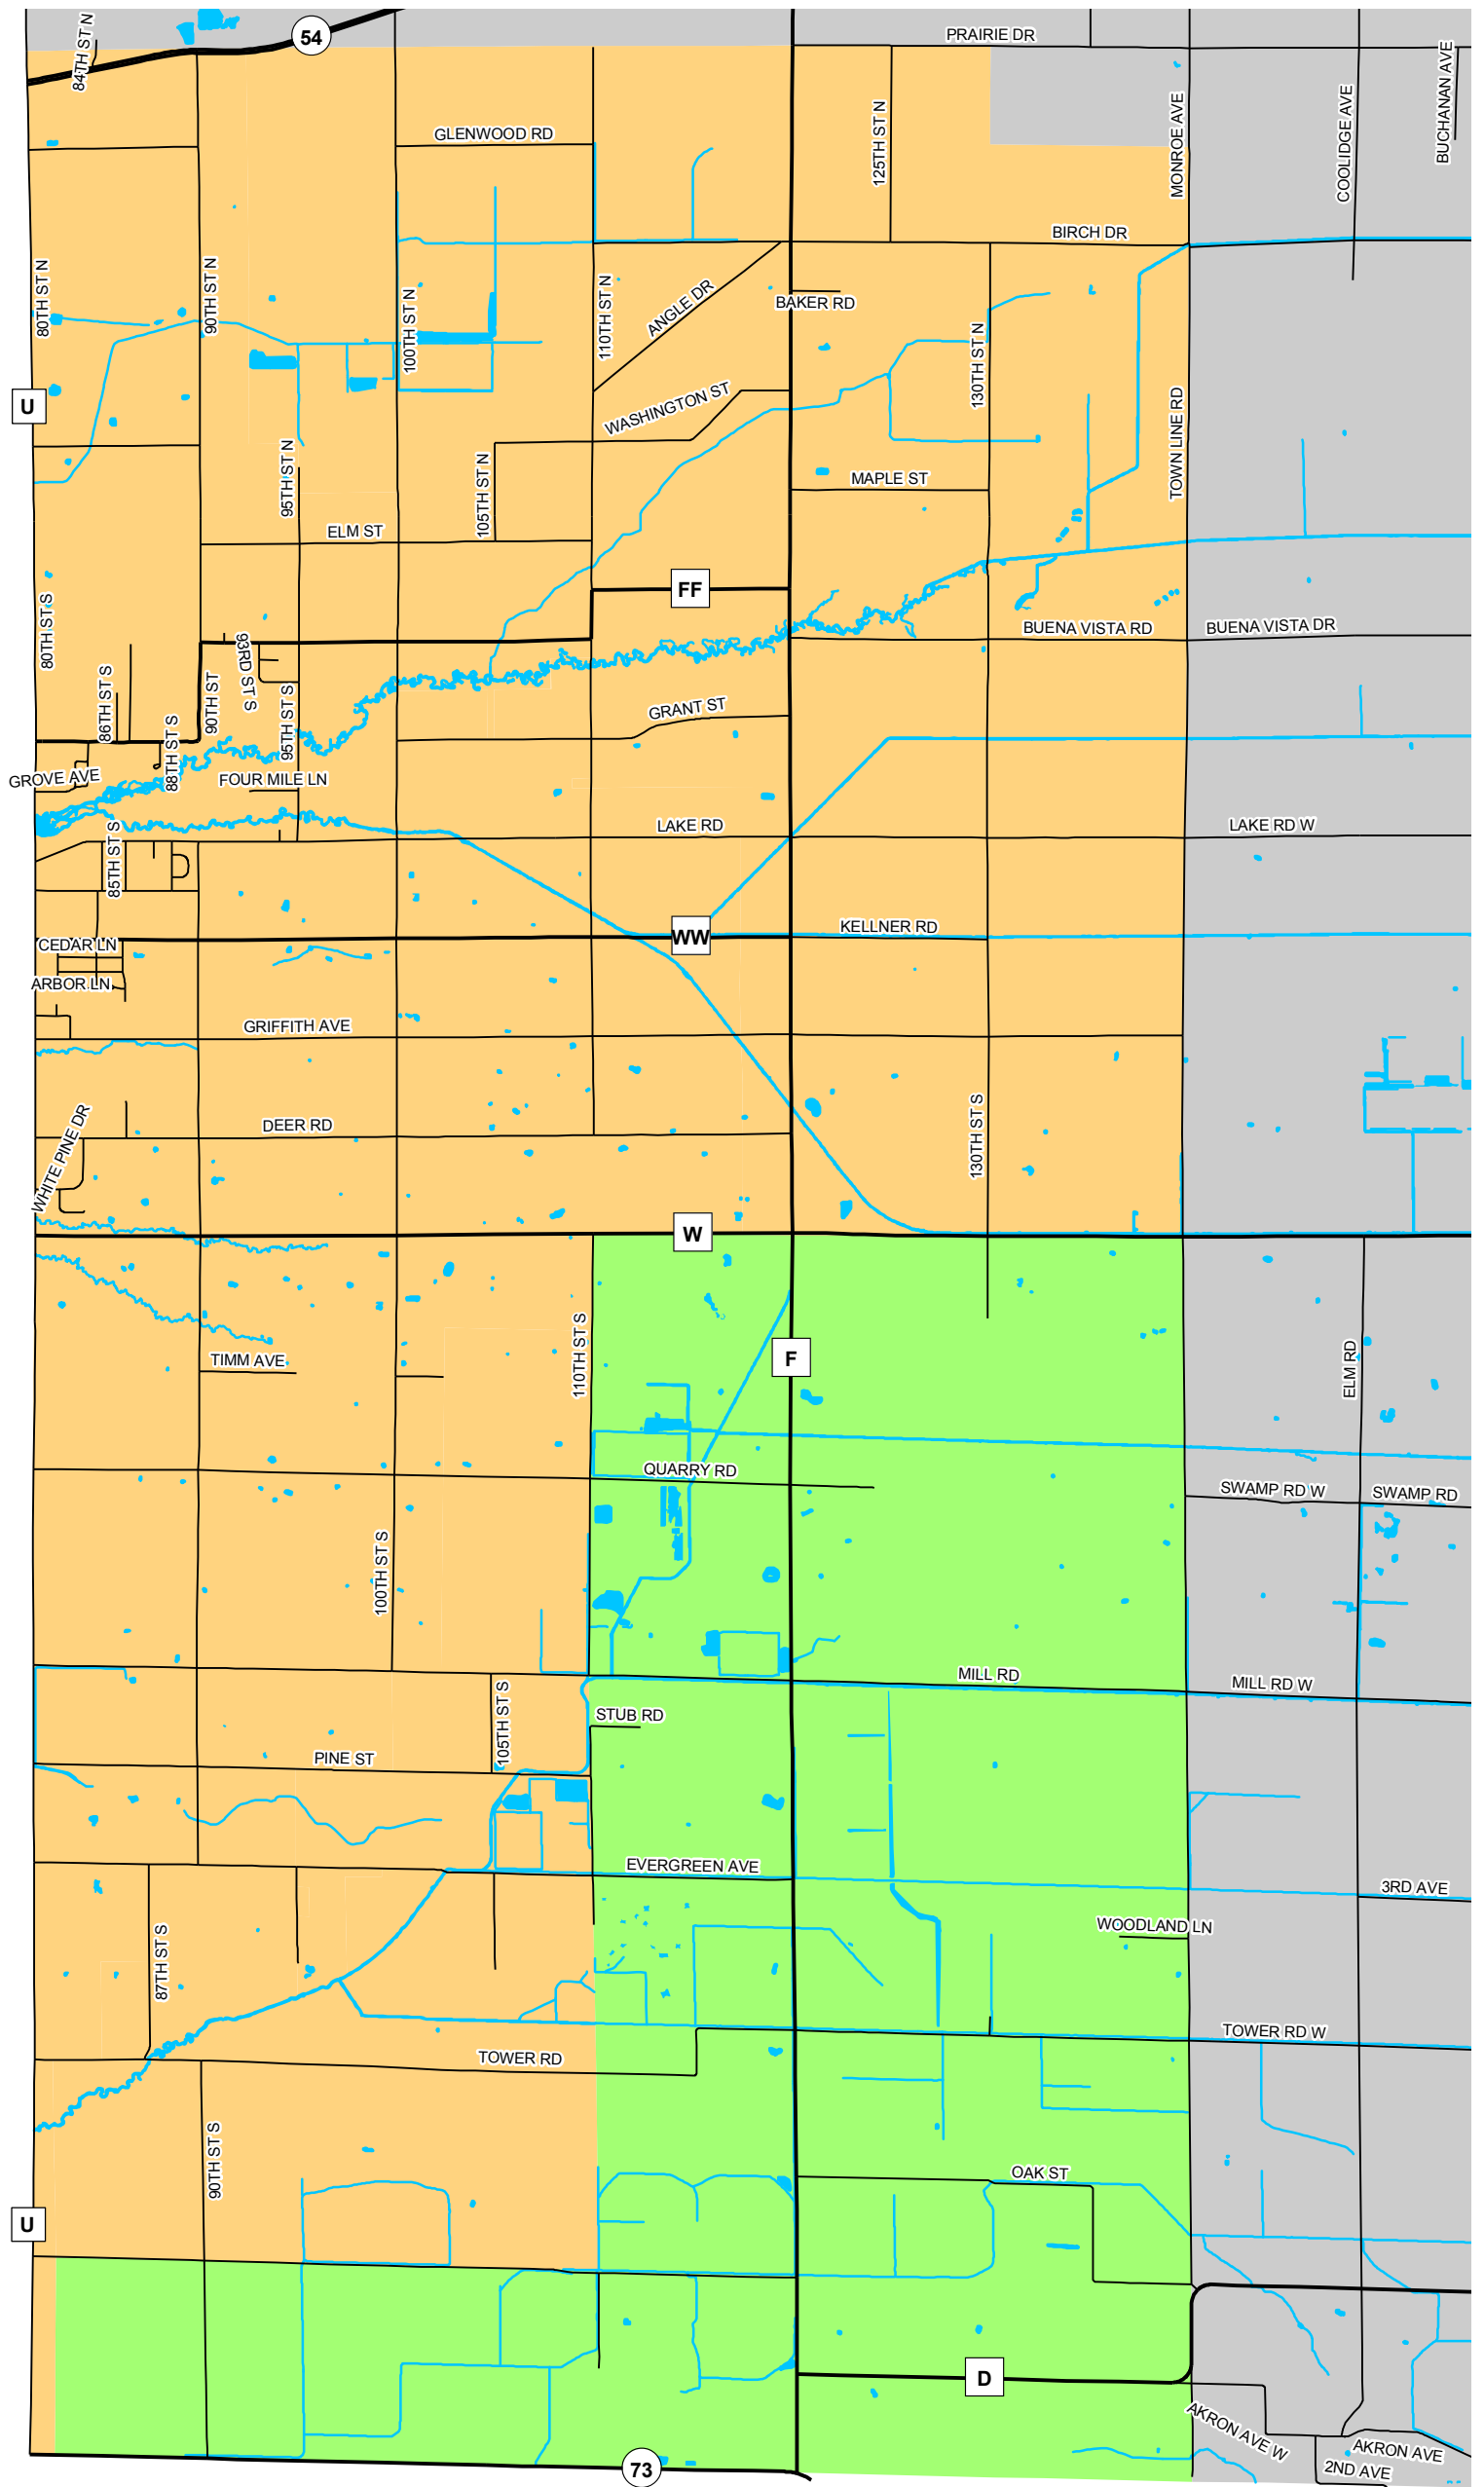 54
84TH ST N
PRAIRIE DR
BUCHANAN AVE
COOLIDGE AVE
MONROE AVE
125TH ST N
GLENWOOD RD
BIRCH DR
80TH ST N
90TH ST N
100TH ST N
110TH ST N
ANGLE DR
BAKER RD
130TH ST N
U
WASHINGTON ST
TOWN LINE RD
95TH ST N
105TH ST N
MAPLE ST
ELM ST
FF
80TH ST S
BUENA VISTA RD
BUENA VISTA DR
93RD ST S
86TH ST S
90TH ST
95TH ST S
88TH ST S
GRANT ST
GROVE AVE
FOUR MILE LN
LAKE RD
LAKE RD W
85TH ST S
WW
KELLNER RD
CEDAR LN
ARBOR LN
GRIFFITH AVE
DEER RD
130TH ST S
WHITE PINE DR
W
F
TIMM AVE
110TH ST S
ELM RD
QUARRY RD
SWAMP RD W
SWAMP RD
100TH ST S
MILL RD
MILL RD W
STUB RD
105TH ST S
PINE ST
EVERGREEN AVE
3RD AVE
WOODLAND LN
87TH ST S
TOWER RD W
TOWER RD
90TH ST S
OAK ST
U
D
AKRON AVE W
AKRON AVE
2ND AVE
73